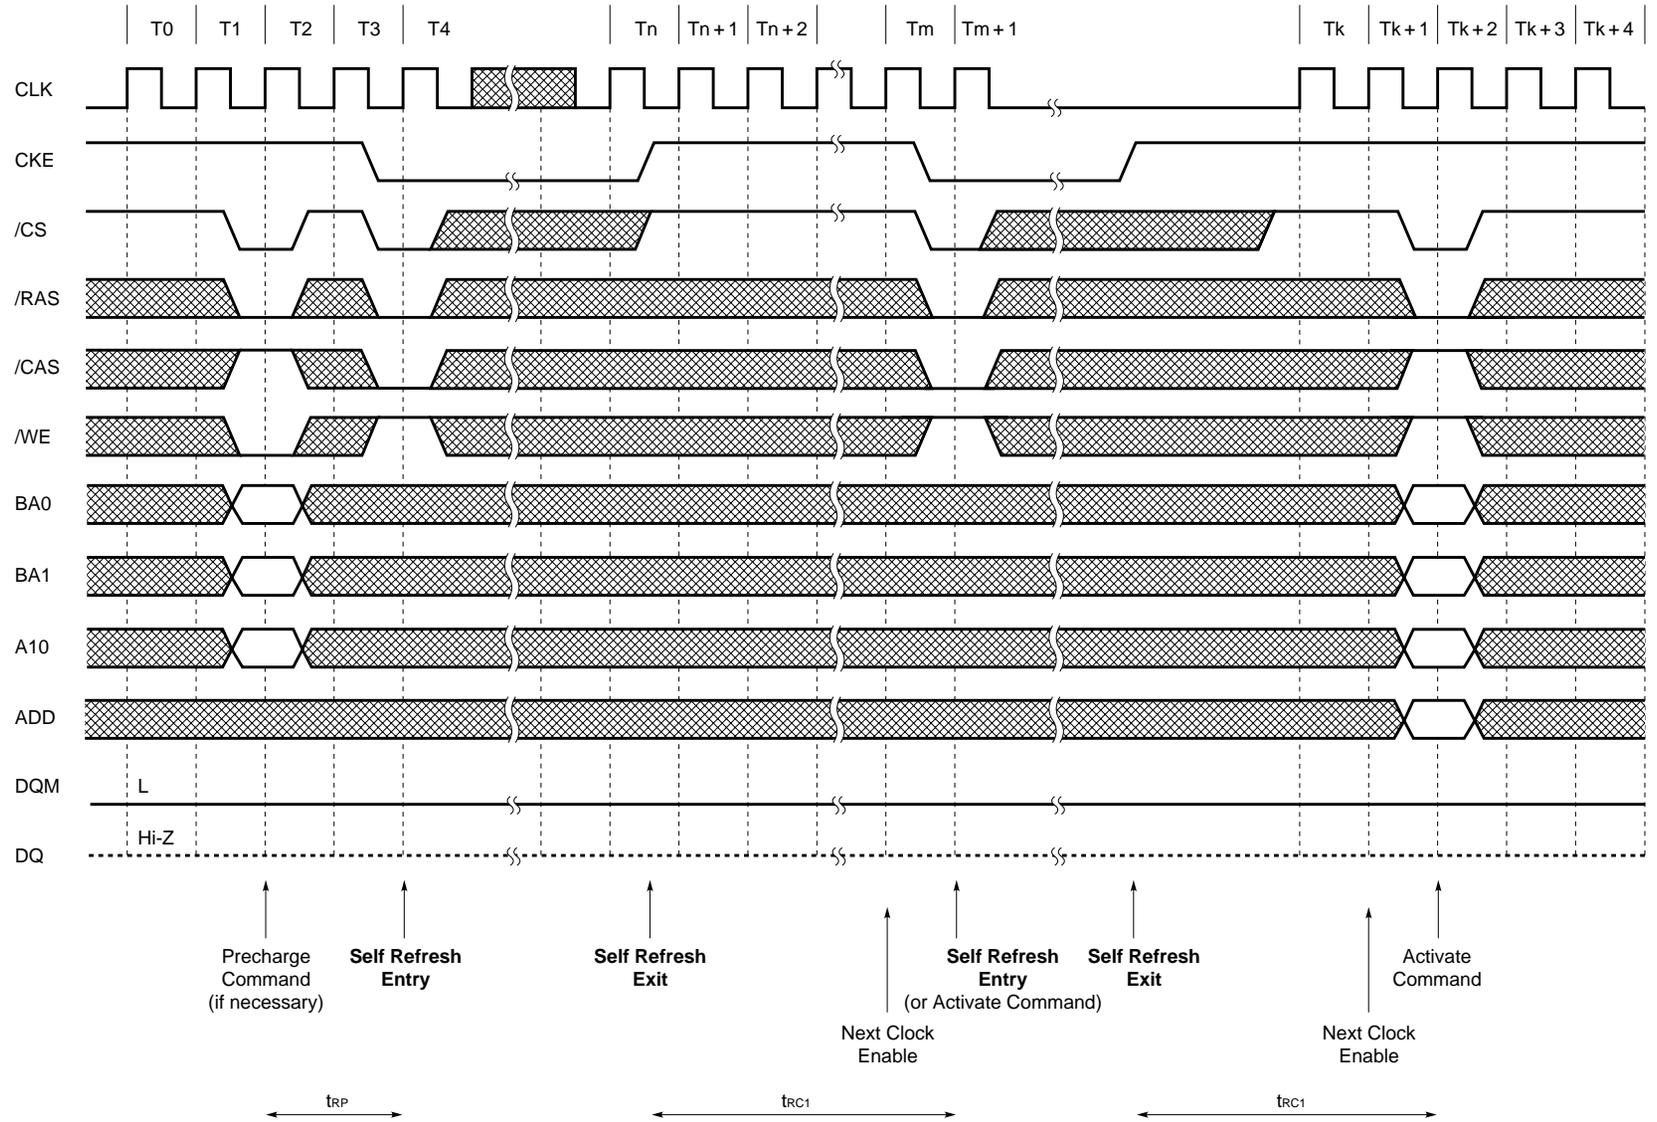 T0 T1 T2 T3 T4 Tn Tn + 1 Tn + 2 Tm Tm + 1 Tk Tk + 1 Tk + 2 Tk + 3 Tk + 4
CLK
CKE
/CS
/RAS
/CAS
/WE
BA0
BA1
A10
ADD
DQM L
Hi-Z
DQ
Precharge
Command
(if necessary)
Self Refresh
Entry
Self Refresh
Exit
Next Clock
Enable
Self Refresh
Entry
(or Activate Command)
Self Refresh
Exit
Next Clock
Enable
Activate
Command
tRP
tRC1
tRC1